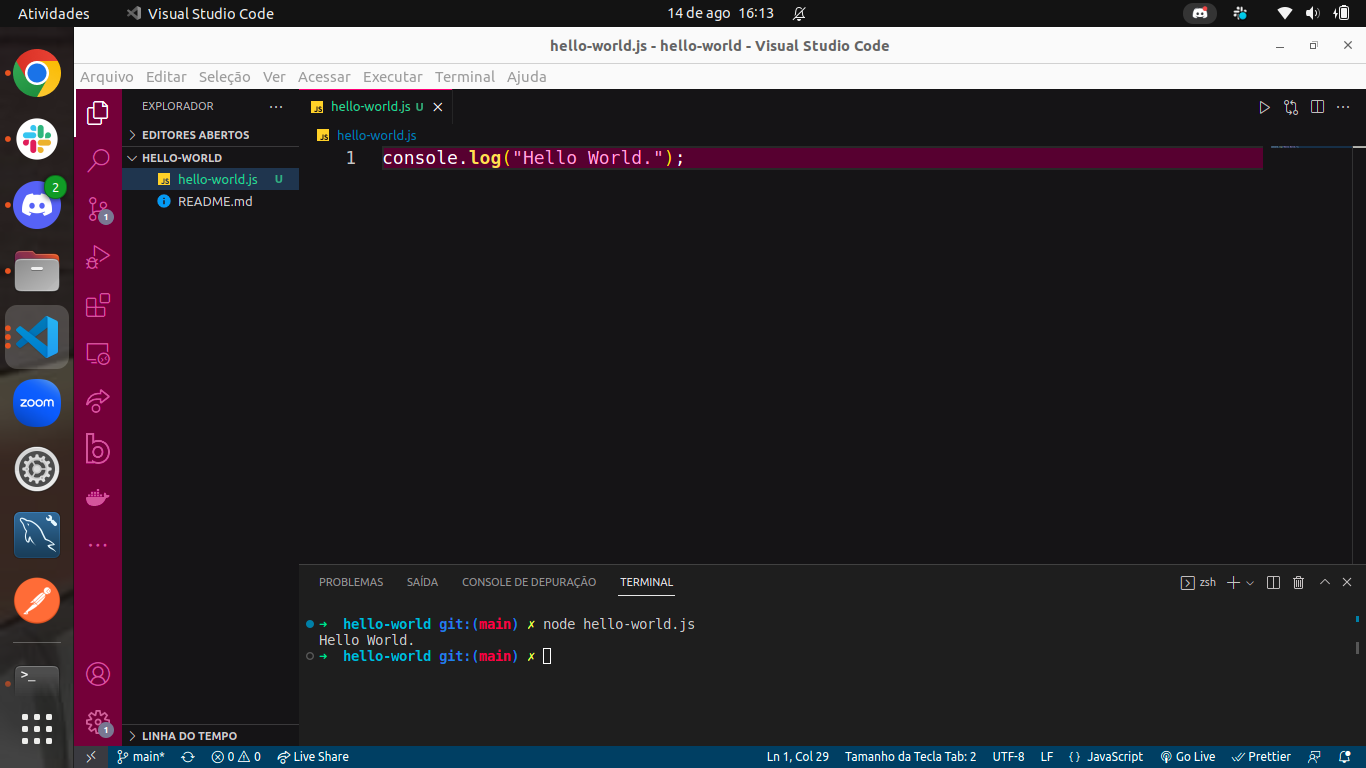 Atividades Visual Studio Code 14 de ago 16:13
hello-world.js - hello-world - Visual Studio Code
Arquivo Editar Seleção Ver Acessar Executar Terminal Ajuda
EXPLORADOR
hello-world.js U
EDITORES ABERTOS
hello-world.js
HELLO-WORLD
1 console.log("Hello World.");
hello-world.js U
README.md
2
1
zoom
PROBLEMAS SAÍDA CONSOLE DE DEPURAÇÃO TERMINAL
zsh
➜ hello-world git:(main) ✗ node hello-world.js
Hello World.
➜ hello-world git:(main) ✗
>_
1
LINHA DO TEMPO
main* 0 0 Live Share Ln 1, Col 29 Tamanho da Tecla Tab: 2 UTF-8 LF {} JavaScript Go Live Prettier